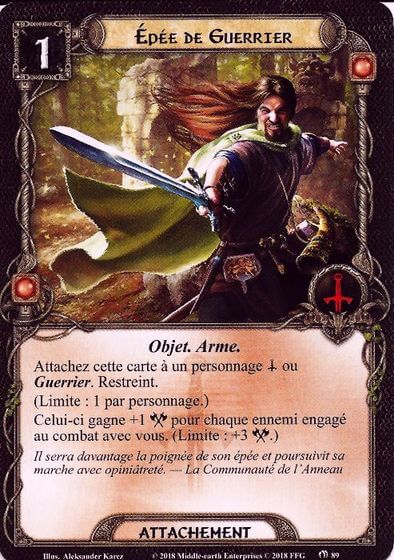 1
Épée de Guerrier
Objet. Arme.
Attachez cette carte à un personnage ou
Guerrier. Restreint.
(Limite : 1 par personnage.)
Celui-ci gagne +1 pour chaque ennemi engagé
au combat avec vous. (Limite : +3 .)
Il serra davantage la poignée de son épée et poursuivit sa
marche avec opiniâtreté. — La Communauté de l'Anneau
ATTACHEMENT
Illus. Aleksander Karcz © 2018 Middle-earth Enterprises © 2018 FFG 89